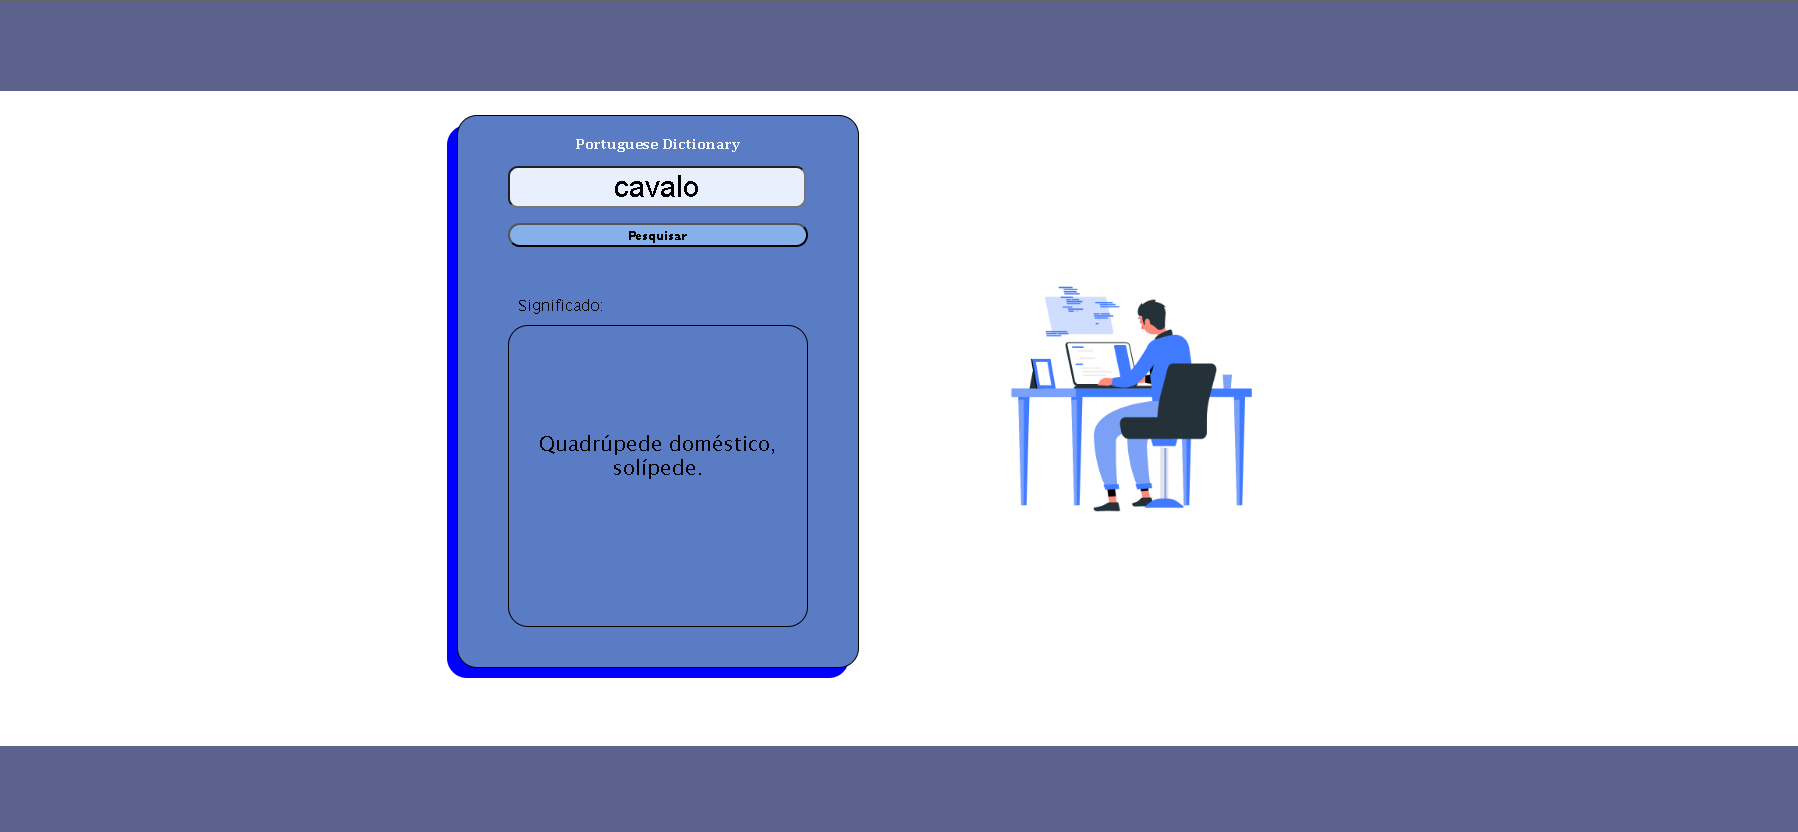 Portuguese Dictionary
cavalo
Pesquisar
Significado:
Quadrúpede doméstico,
solípede.